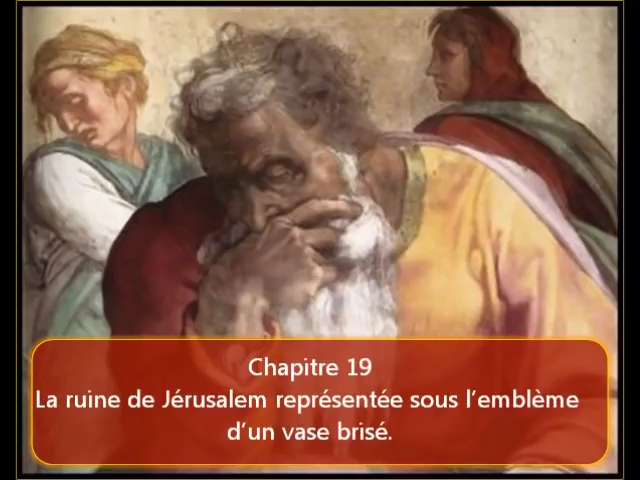 Chapitre 19
La ruine de Jérusalem représentée sous l’emblème
d’un vase brisé.